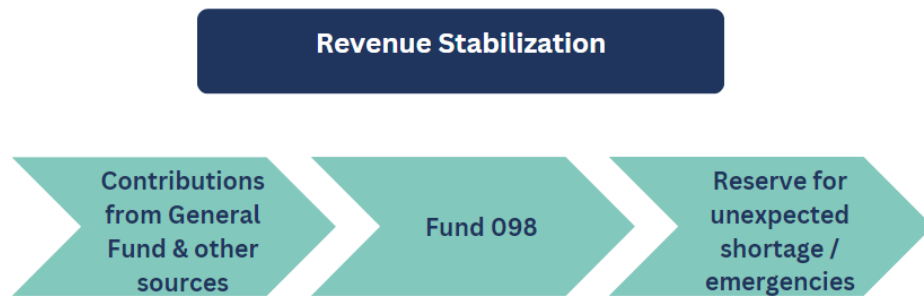 Revenue Stabilization
Contributions
from General
Fund & other
sources
Fund 098
Reserve for
unexpected
shortage /
emergencies